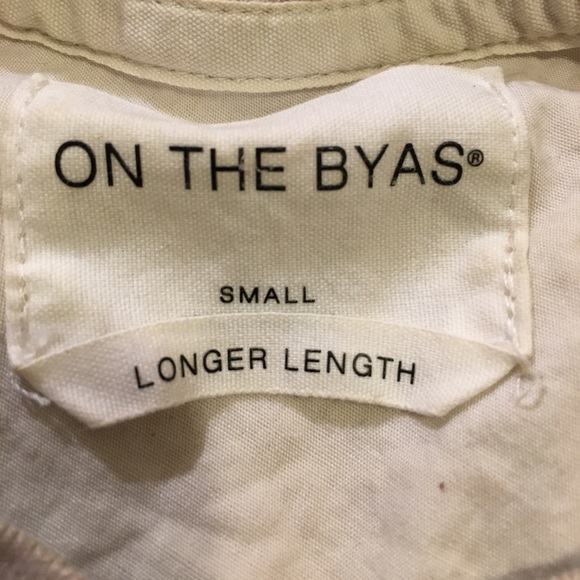 ON THE BYAS®
SMALL
LONGER LENGTH